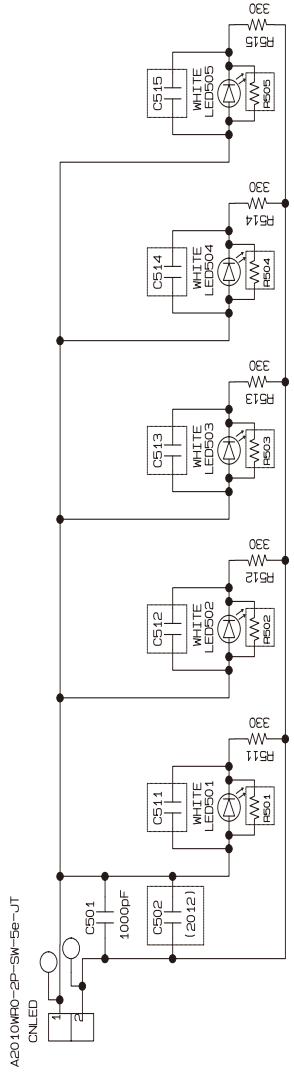 A2010WR0-2P-SW-5e-JT
CNLED
1
2
C501
1000pF
C502
(2012)
C511
WHITE
LED501
R501
R511
330
C512
WHITE
LED502
R502
R512
330
C513
WHITE
LED503
R503
R513
330
C514
WHITE
LED504
R504
R514
330
C515
WHITE
LED505
R505
R515
330